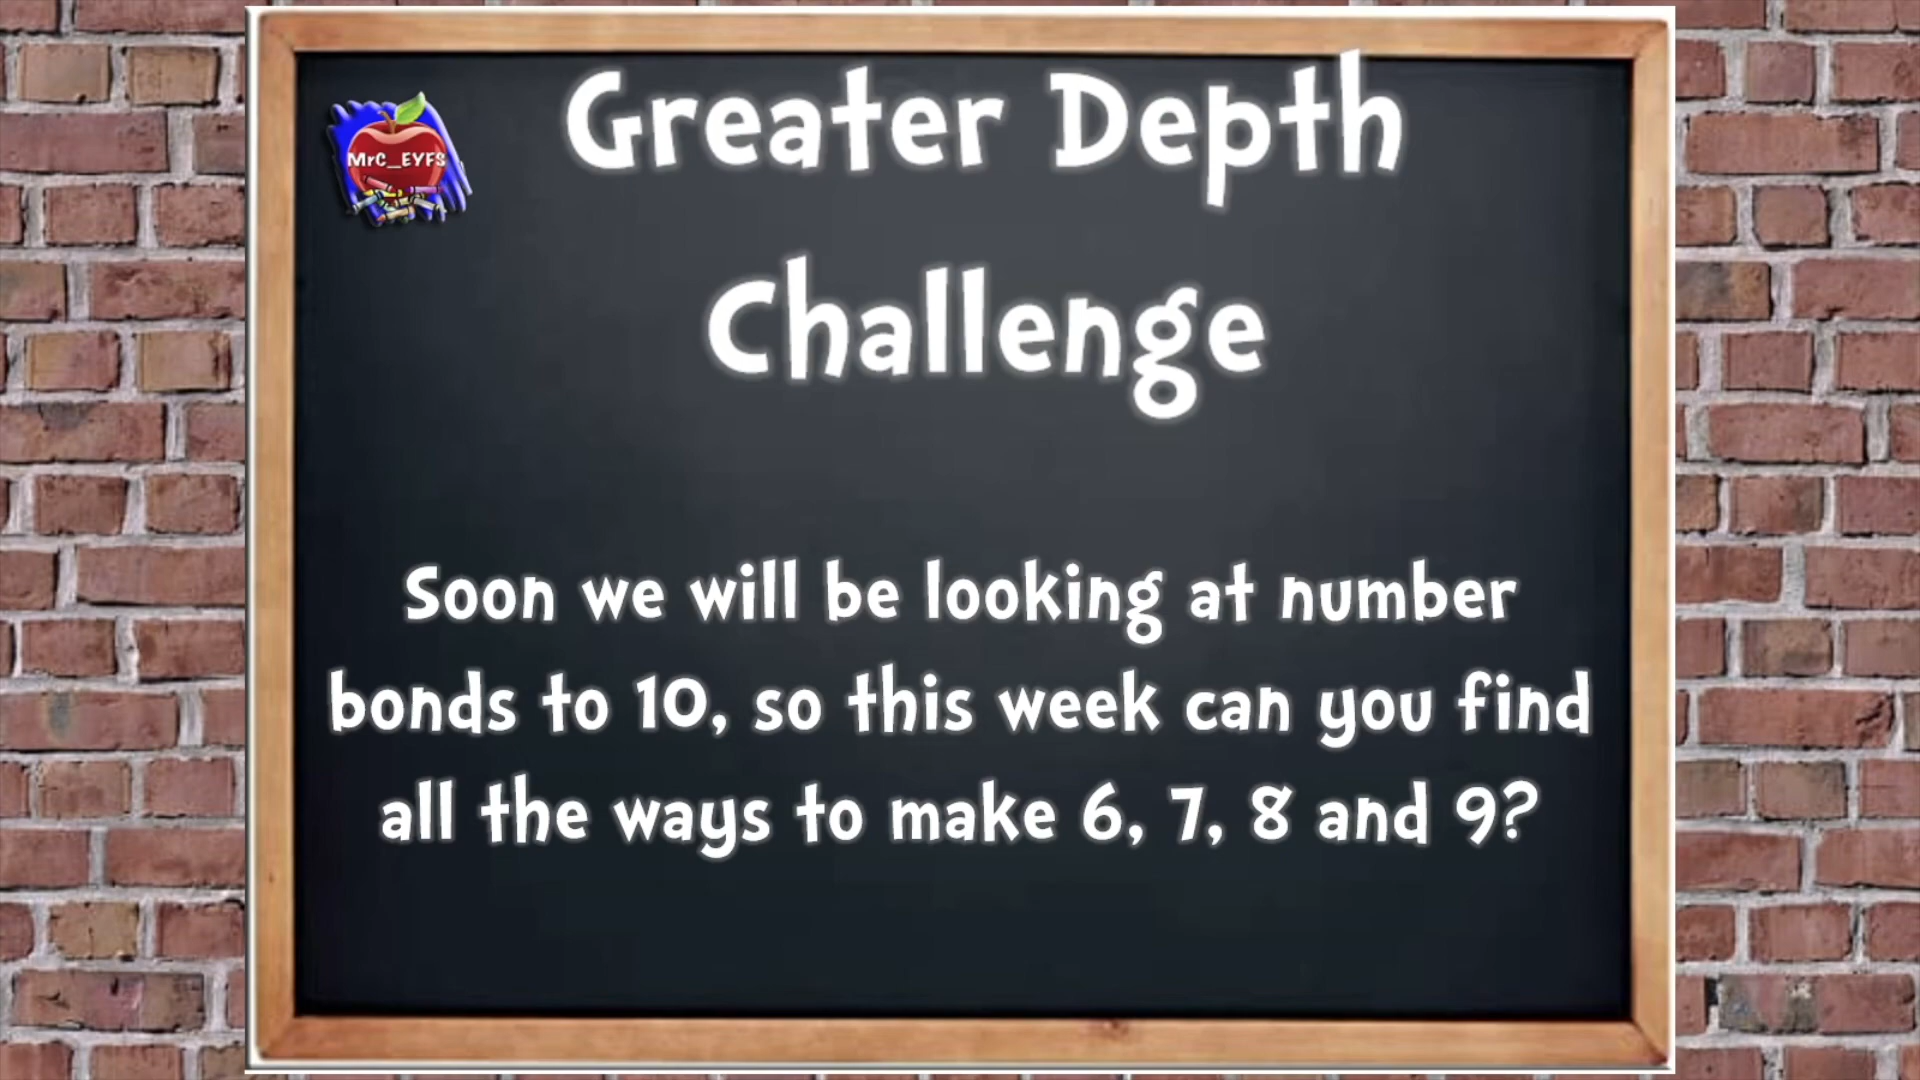 Greater Depth
MrC_EYFS
Challenge
Soon we will be looking at number
bonds to 10, so this week can you find
all the ways to make 6, 7, 8 and 9?